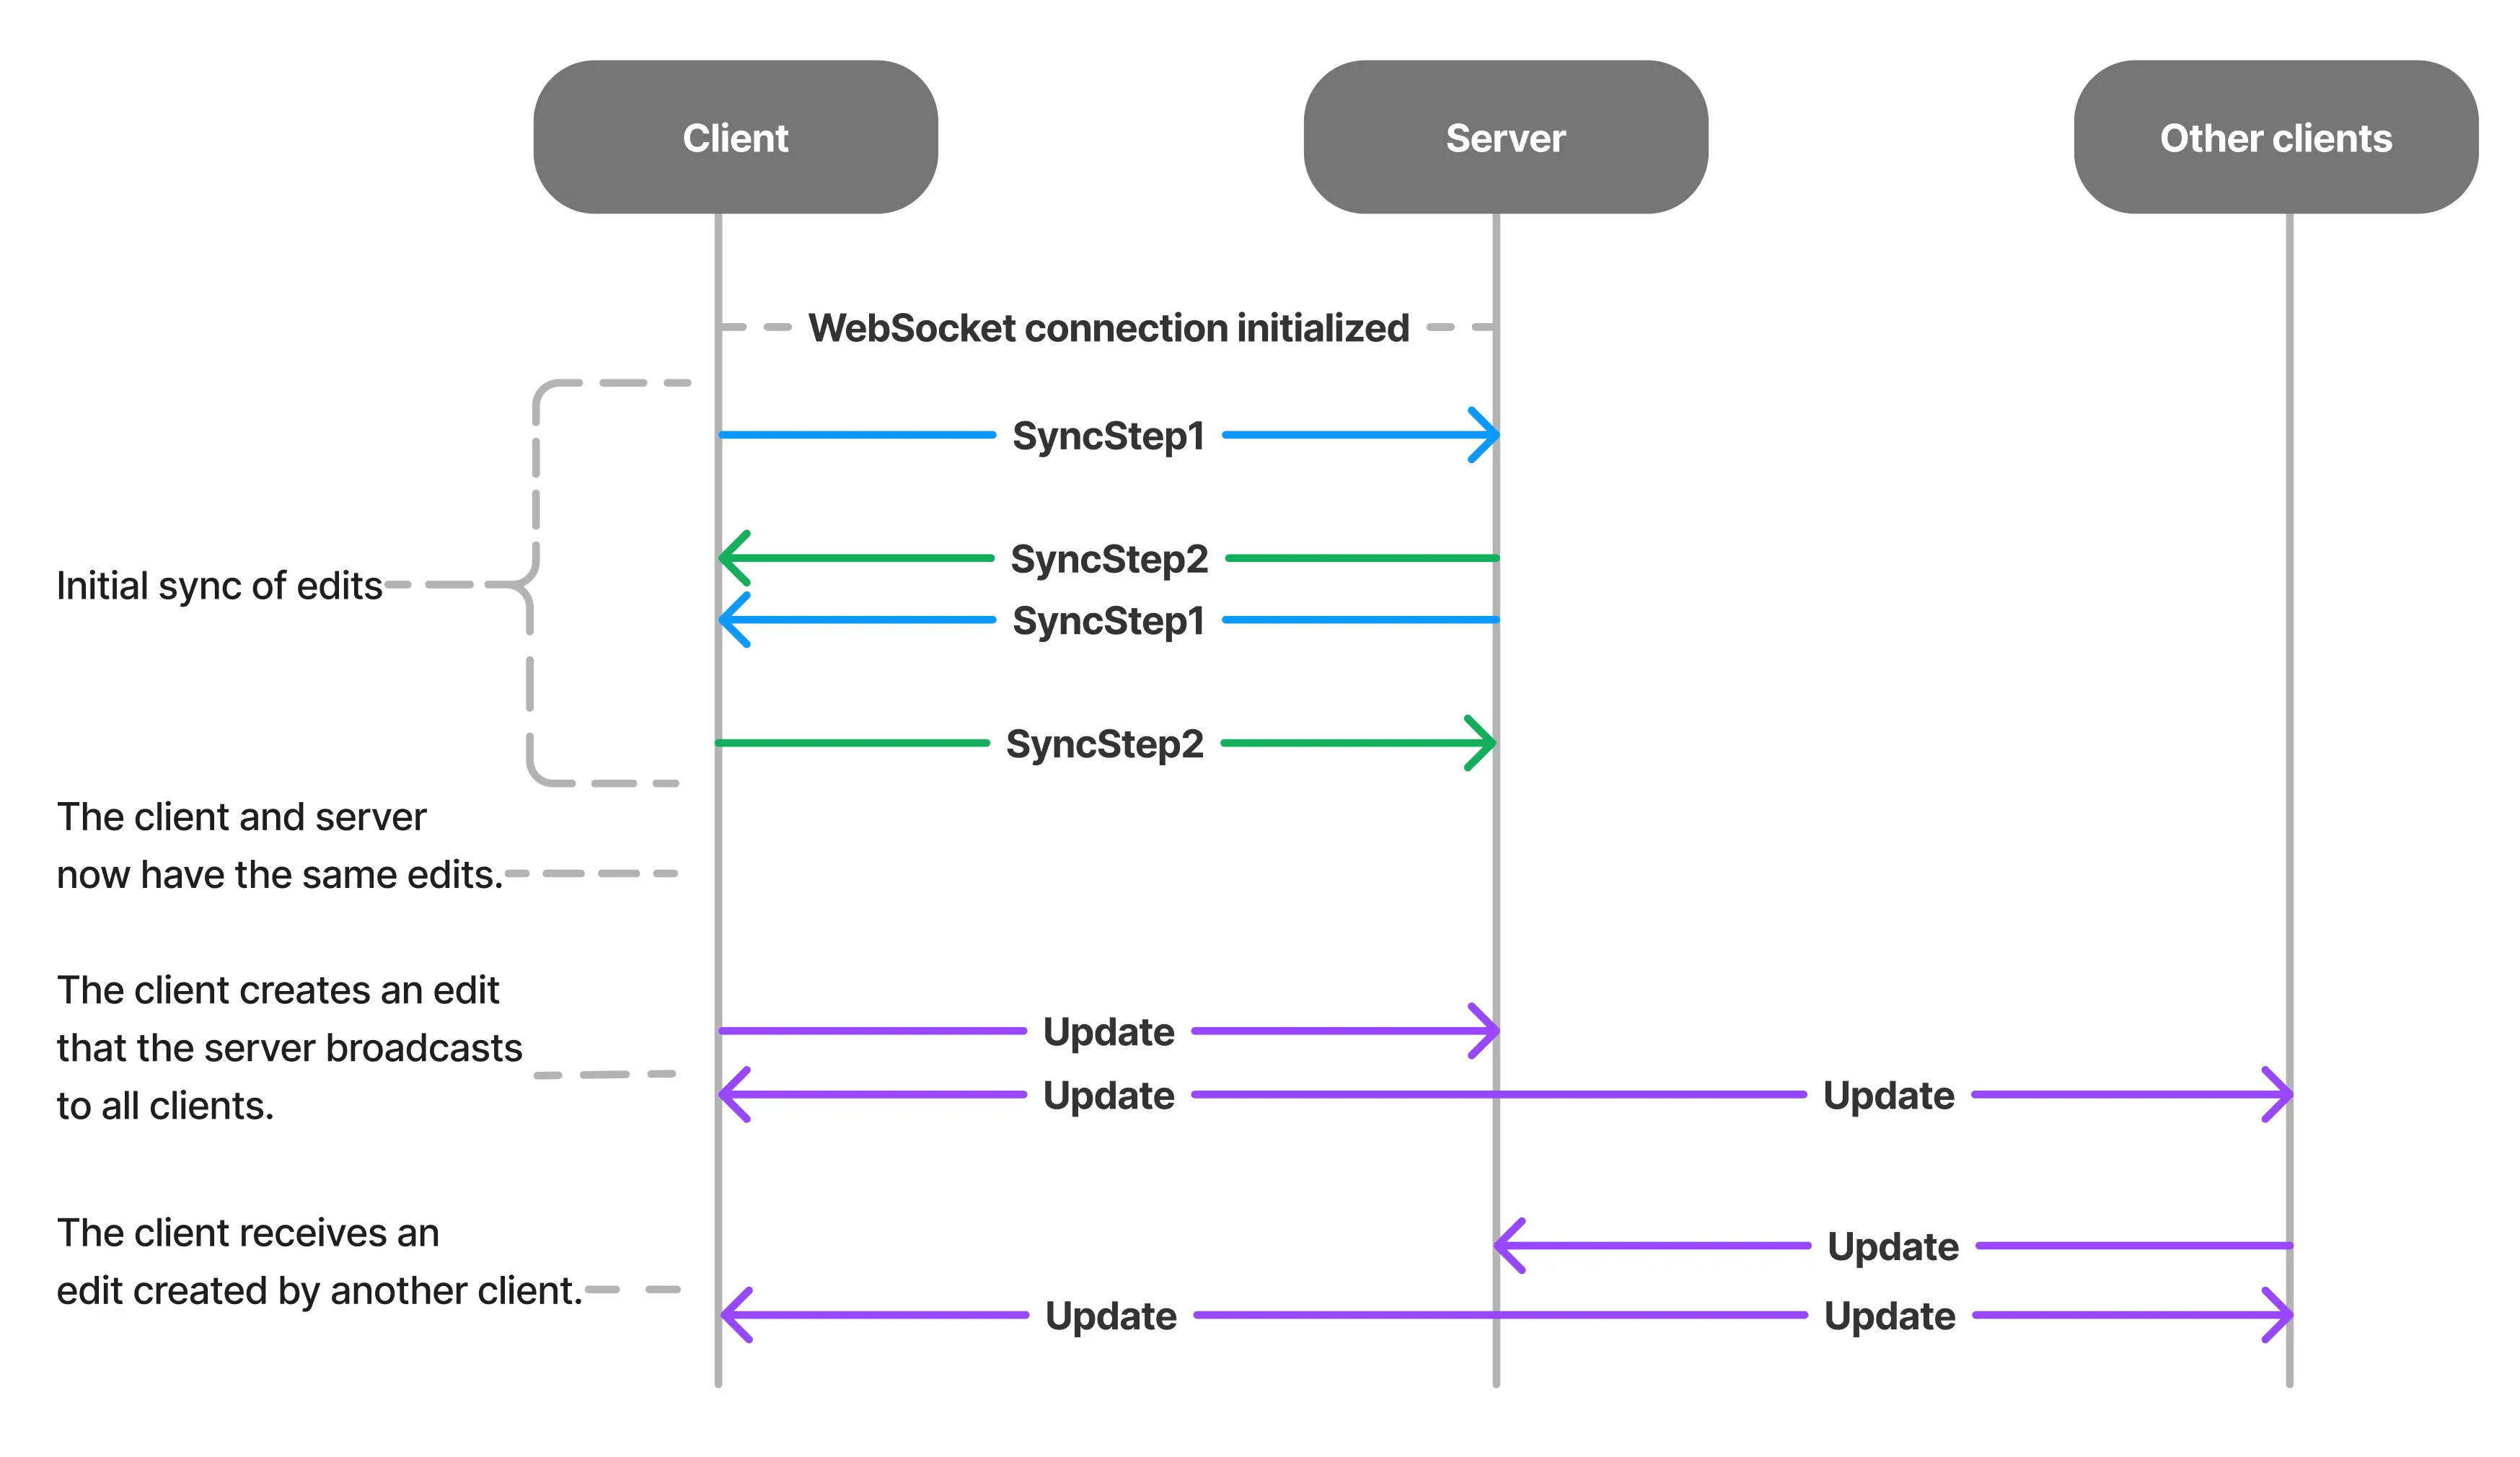 Client
Server
Other clients
WebSocket connection initialized
SyncStep1
SyncStep2
Initial sync of edits
SyncStep1
SyncStep2
The client and server
now have the same edits.
The client creates an edit
that the server broadcasts
to all clients.
Update
Update
Update
The client receives an
edit created by another client.
Update
Update
Update